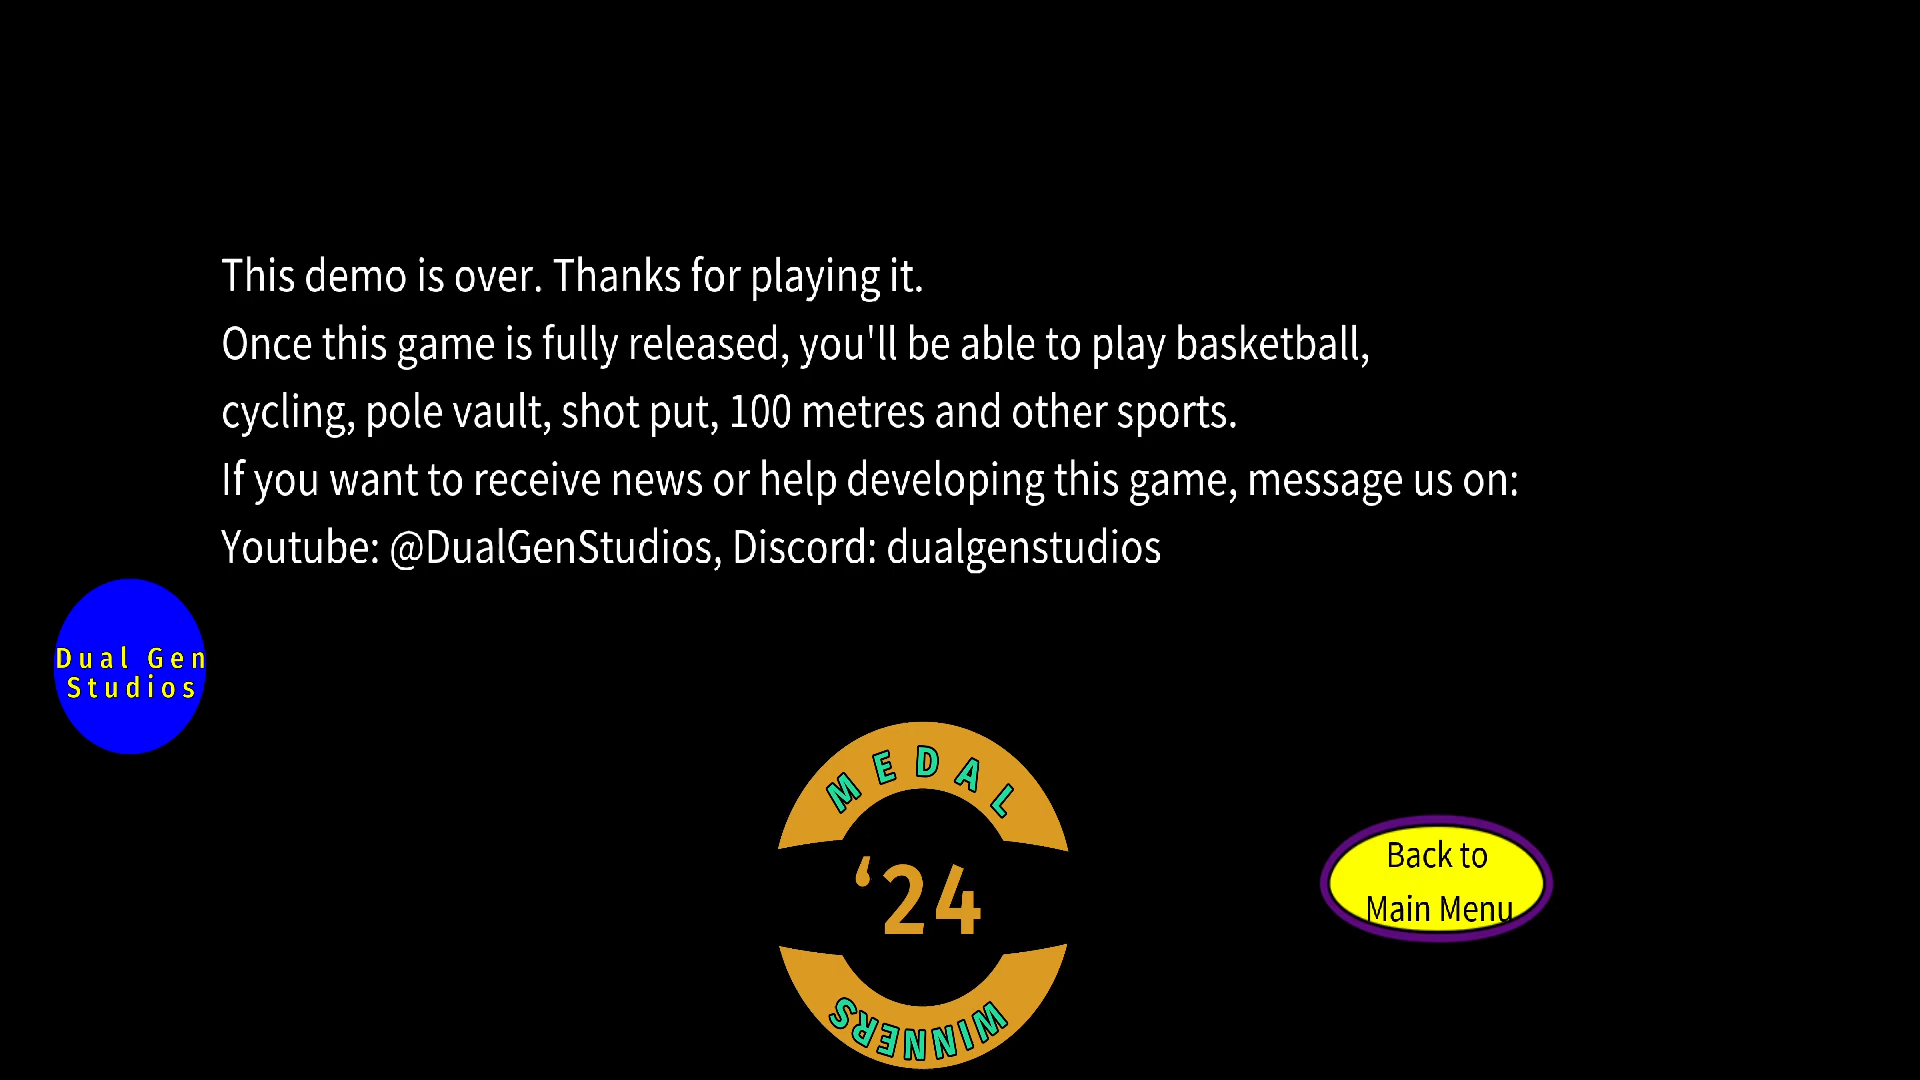 This demo is over. Thanks for playing it.
Once this game is fully released, you'll be able to play basketball,
cycling, pole vault, shot put, 100 metres and other sports.
If you want to receive news or help developing this game, message us on:
Youtube: @DualGenStudios, Discord: dualgenstudios
Dual Gen
Studios
MEDAL
‘24
WINNERS
Back to
Main Menu